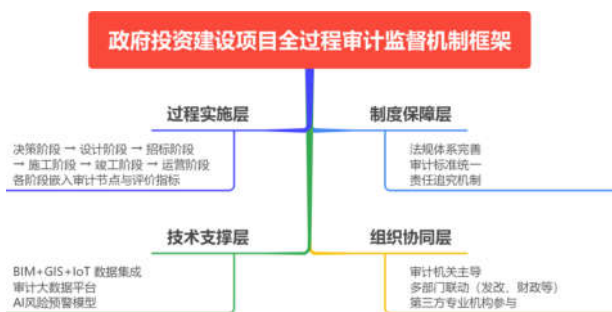 政府投资建设项目全过程审计监督机制框架
过程实施层
决策阶段 → 设计阶段 → 招标阶段
→ 施工阶段 → 竣工阶段 → 运营阶段
各阶段嵌入审计节点与评价指标
制度保障层
法规体系完善
审计标准统一
责任追究机制
技术支撑层
BIM+GIS+IoT 数据集成
审计大数据平台
AI风险预警模型
组织协同层
审计机关主导
多部门联动（发改、财政等）
第三方专业机构参与